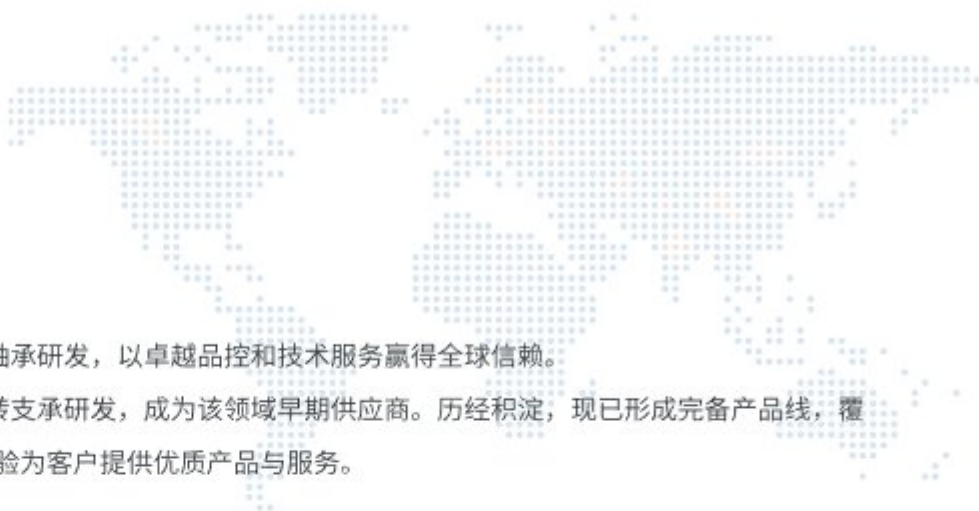 轴承研发，以卓越品控和技术服务赢得全球信赖。
转支承研发，成为该领域早期供应商。历经积淀，现已形成完备产品线，覆
验为客户提供优质产品与服务。